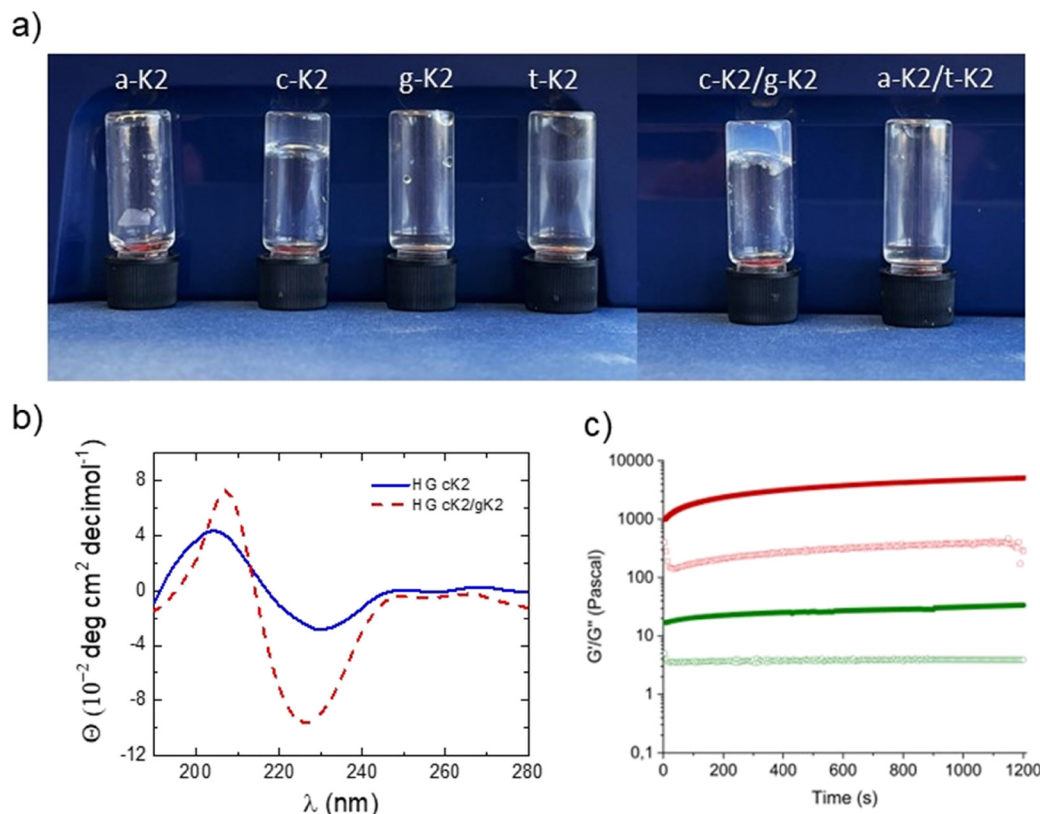 a)
a-K2 c-K2 g-K2 t-K2 c-K2/g-K2 a-K2/t-K2
b)
Θ (10⁻² deg cm² decimol⁻¹)
8
4
0
-4
-8
-12
HG cK2
HG cK2/gK2
200 220 240 260 280
λ (nm)
c)
G'/G" (Pascal)
10000
1000
100
10
1
0,1
0 200 400 600 800 1000 1200
Time (s)